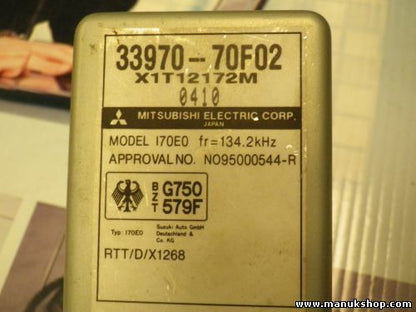 33970-70F02
X1T12172M
0410
MITSUBISHI ELECTRIC CORP.
JAPAN
MODEL I70E0 fr=134.2kHz
APPROVAL NO. NO95000544-R
BZT G750
579F
Typ: I70E0 Suzuki Auto GmbH
Deutschland &
Co. KG
RTT/D/X1268
www.manukshop.com